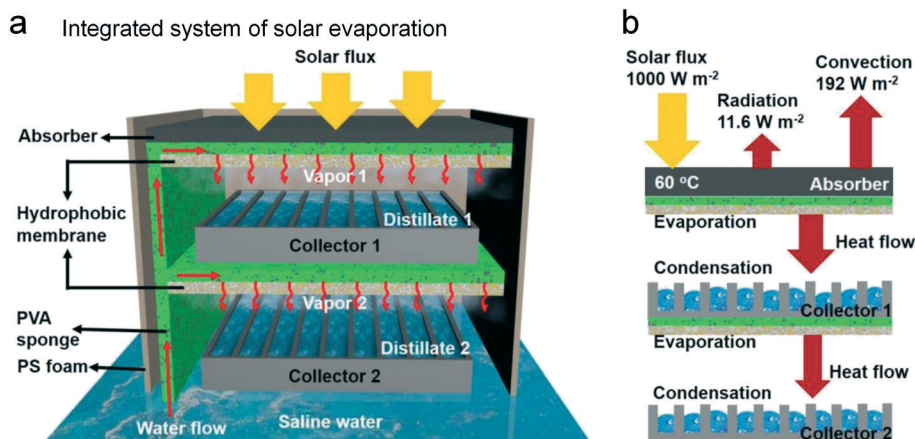 a
Integrated system of solar evaporation
Solar flux
Absorber
Vapor 1
Hydrophobic
membrane
Distillate 1
Collector 1
Vapor 2
PVA
sponge
Distillate 2
PS foam
Collector 2
Water flow
Saline water
b
Solar flux
1000 W m-2
Convection
192 W m-2
Radiation
11.6 W m-2
60 °C
Absorber
Evaporation
Heat flow
Condensation
Collector 1
Evaporation
Heat flow
Condensation
Collector 2